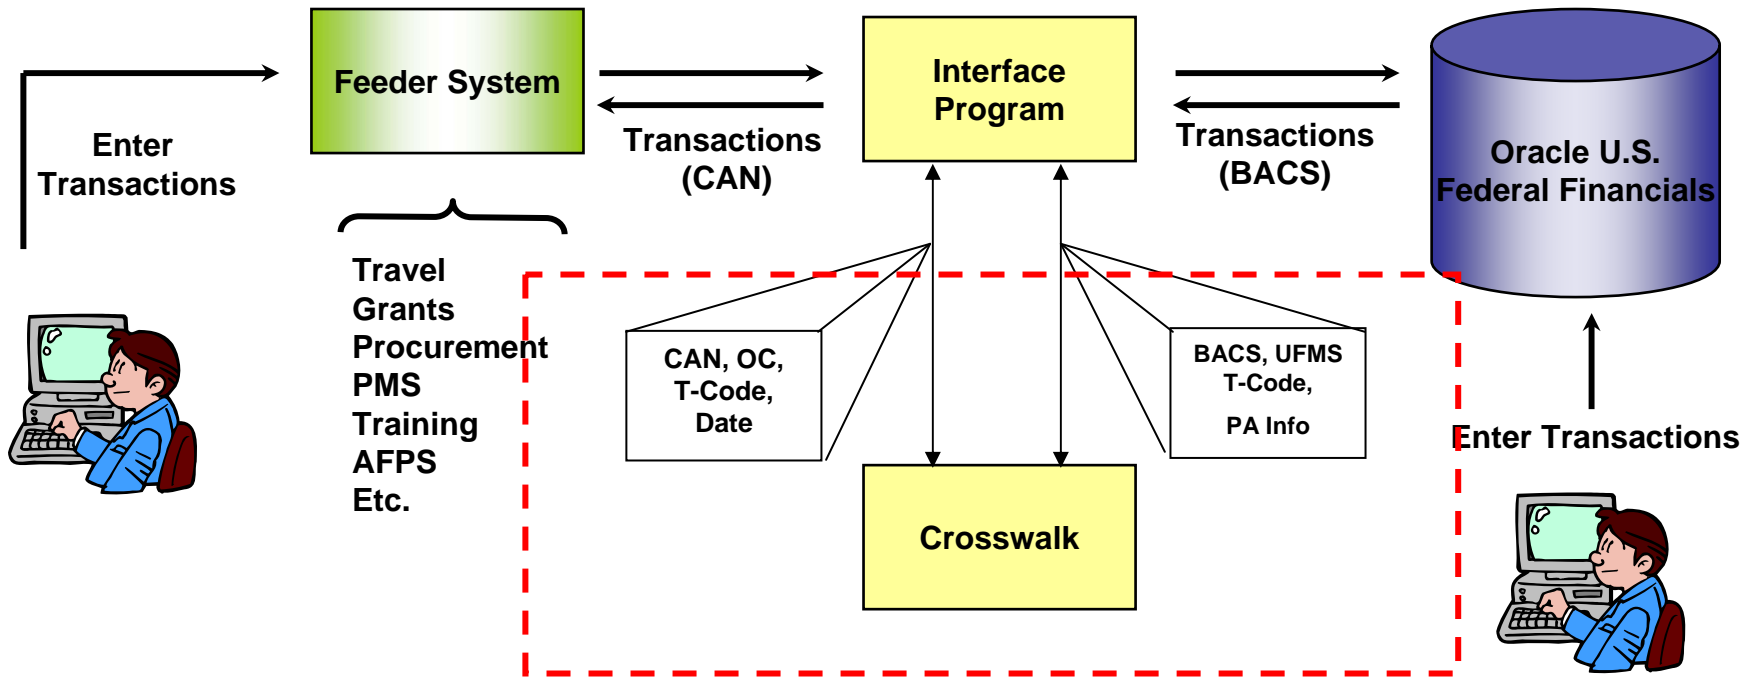 Enter
Transactions
Feeder System
Travel
Grants
Procurement
PMS
Training
AFPS
Etc.
Transactions
(CAN)
Interface
Program
Transactions
(BACS)
Oracle U.S.
Federal Financials
CAN, OC,
T-Code,
Date
BACS, UFMS
T-Code,
PA Info
Crosswalk
Enter Transactions